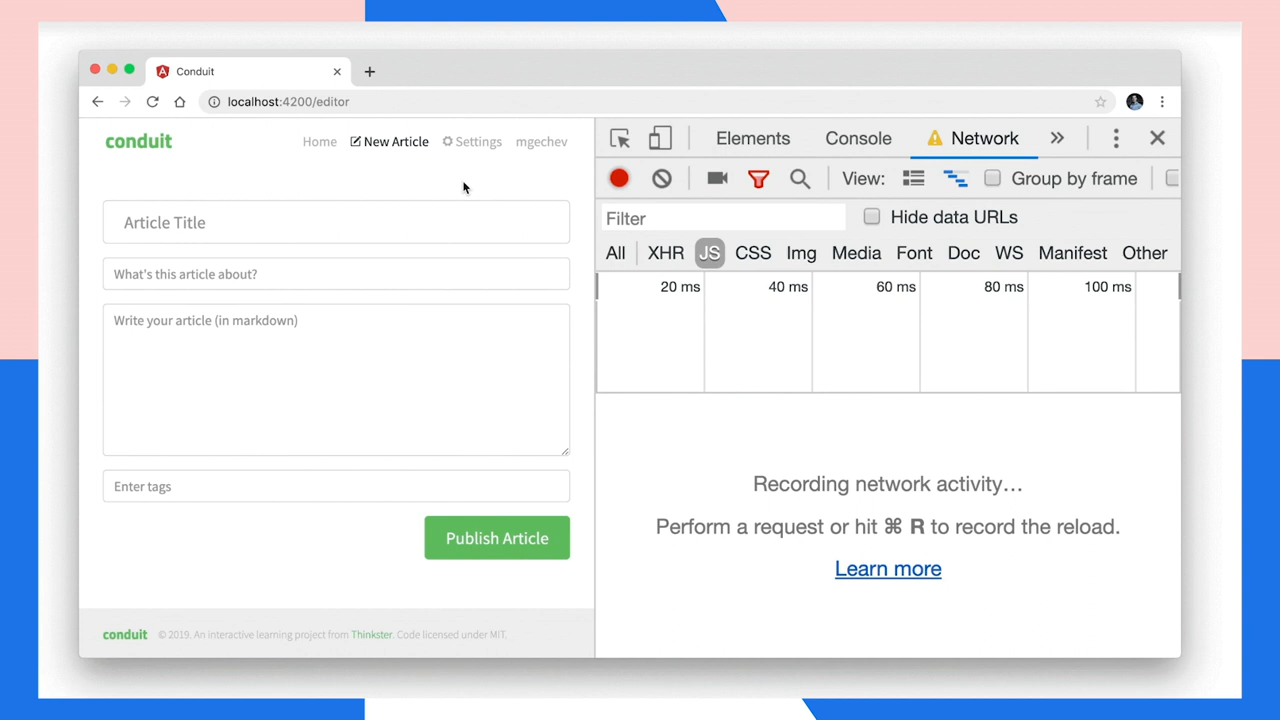 Conduit
localhost:4200/editor
conduit Home New Article Settings mgechev
Article Title
What's this article about?
Write your article (in markdown)
Enter tags
Publish Article
conduit © 2019. An interactive learning project from Thinkster. Code licensed under MIT.
Elements Console Network
View: Group by frame
Filter Hide data URLs
All XHR JS CSS Img Media Font Doc WS Manifest Other
20 ms 40 ms 60 ms 80 ms 100 ms
Recording network activity…
Perform a request or hit ⌘ R to record the reload.
Learn more